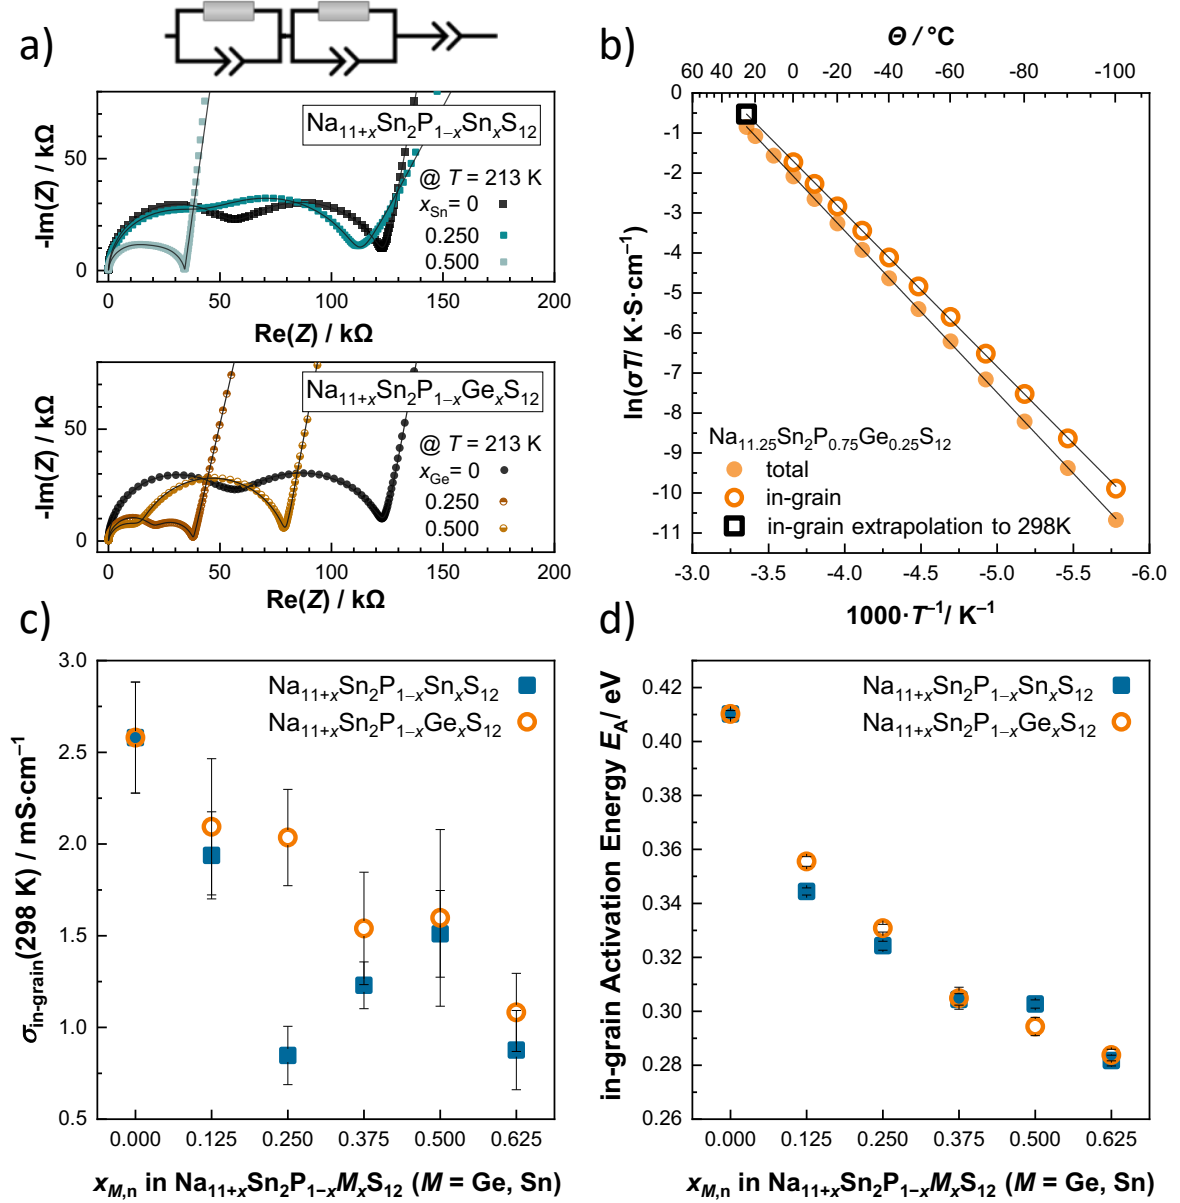 a)
-Im(Z) / kΩ
50
0
Na11+xSn2P1−xSnxS12
@ T = 213 K
xSn= 0
0.250
0.500
0 50 100 150 200
Re(Z) / kΩ
-Im(Z) / kΩ
50
0
Na11+xSn2P1−xGexS12
@ T = 213 K
xGe= 0
0.250
0.500
0 50 100 150 200
Re(Z) / kΩ
b)
Θ / °C
60 40 20 0 -20 -40 -60 -80 -100
ln(σT/ K·S·cm−1)
0
-1
-2
-3
-4
-5
-6
-7
-8
-9
-10
-11
Na11.25Sn2P0.75Ge0.25S12
total
in-grain
in-grain extrapolation to 298K
-3.0 -3.5 -4.0 -4.5 -5.0 -5.5 -6.0
1000·T−1/ K−1
c)
σin-grain(298 K) / mS·cm−1
3.0
2.5
2.0
1.5
1.0
0.5
Na11+xSn2P1−xSnxS12
Na11+xSn2P1−xGexS12
0.000 0.125 0.250 0.375 0.500 0.625
xM,n in Na11+xSn2P1−xMxS12 (M = Ge, Sn)
d)
in-grain Activation Energy EA/ eV
0.42
0.40
0.36
0.34
0.32
0.30
0.28
0.26
Na11+xSn2P1−xSnxS12
Na11+xSn2P1−xGexS12
0.000 0.125 0.250 0.375 0.500 0.625
xM,n in Na11+xSn2P1−xMxS12 (M = Ge, Sn)